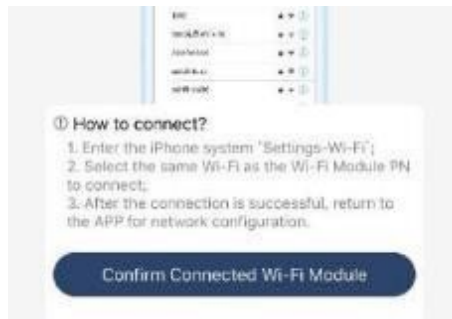 ① How to connect?
1. Enter the iPhone system "Settings-Wi-Fi";
2. Select the same Wi-Fi as the Wi-Fi Module PN
to connect;
3. After the connection is successful, return to
the APP for network configuration.
Confirm Connected Wi-Fi Module